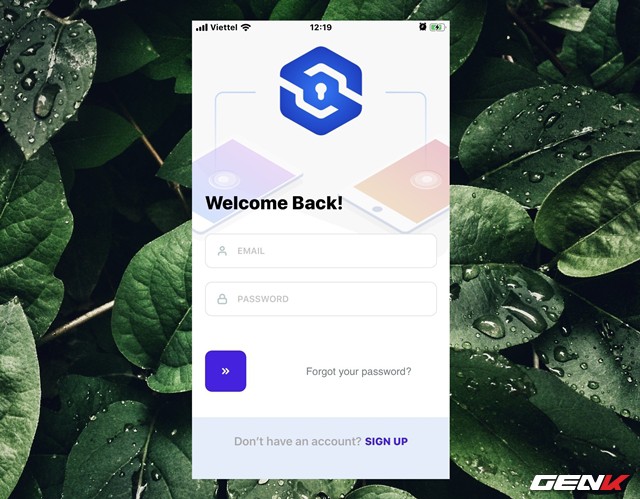 Viettel 12:19
Welcome Back!
EMAIL
PASSWORD
»
Forgot your password?
Don't have an account? SIGN UP
GENK